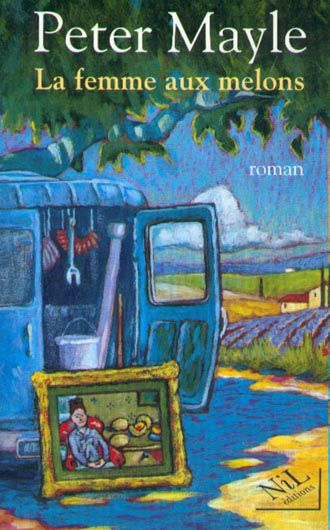 Peter Mayle
La femme aux melons
roman
NiL
éditions